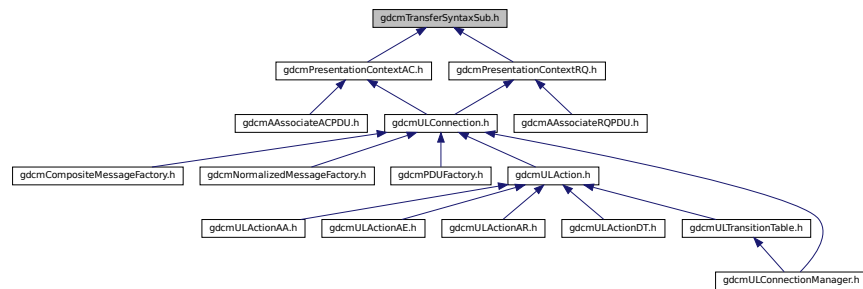 gdcmTransferSyntaxSub.h
gdcmPresentationContextAC.h
gdcmPresentationContextRQ.h
gdcmAAssociateACPDU.h
gdcmULConnection.h
gdcmAAssociateRQPDU.h
gdcmCompositeMessageFactory.h
gdcmNormalizedMessageFactory.h
gdcmPDUFactory.h
gdcmULAction.h
gdcmULActionAA.h
gdcmULActionAE.h
gdcmULActionAR.h
gdcmULActionDT.h
gdcmULTransitionTable.h
gdcmULConnectionManager.h